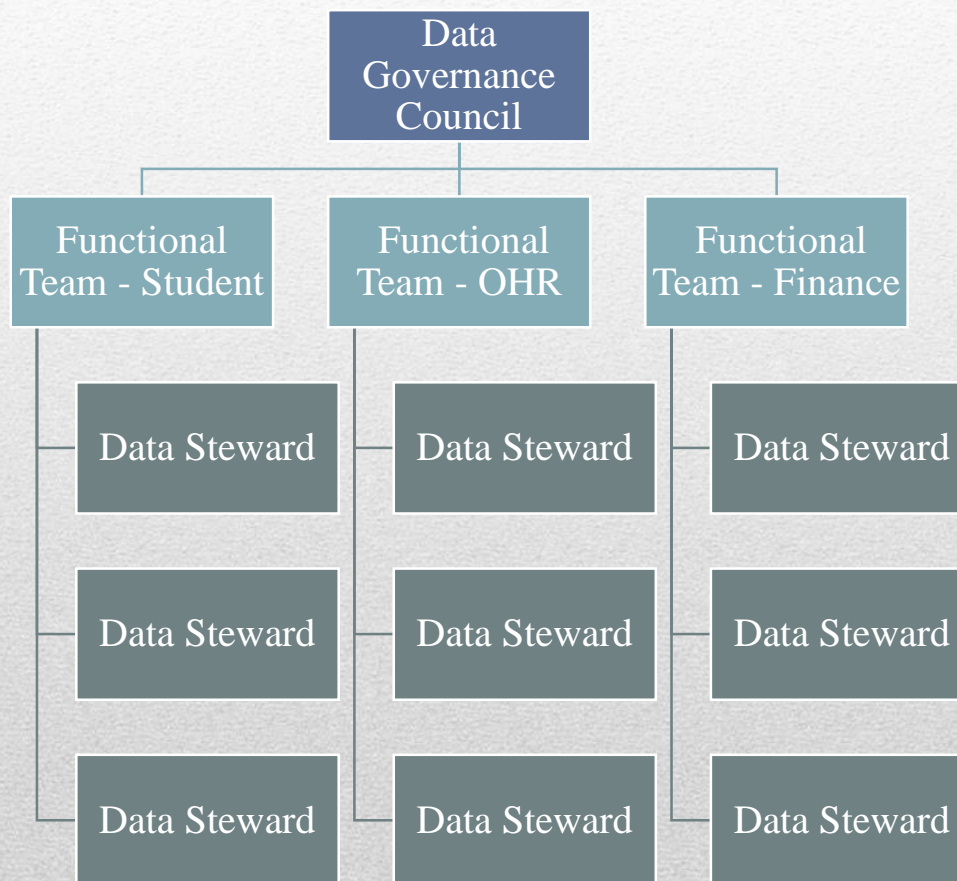 Data
Governance
Council
Functional
Team - Student
Functional
Team - OHR
Functional
Team - Finance
Data Steward
Data Steward
Data Steward
Data Steward
Data Steward
Data Steward
Data Steward
Data Steward
Data Steward